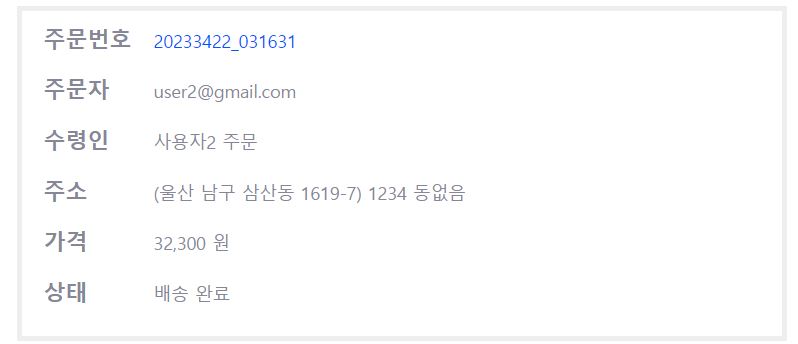 주문번호 20233422_031631
주문자 user2@gmail.com
수령인 사용자2 주문
주소 (울산 남구 삼산동 1619-7) 1234 동없음
가격 32,300 원
상태 배송 완료